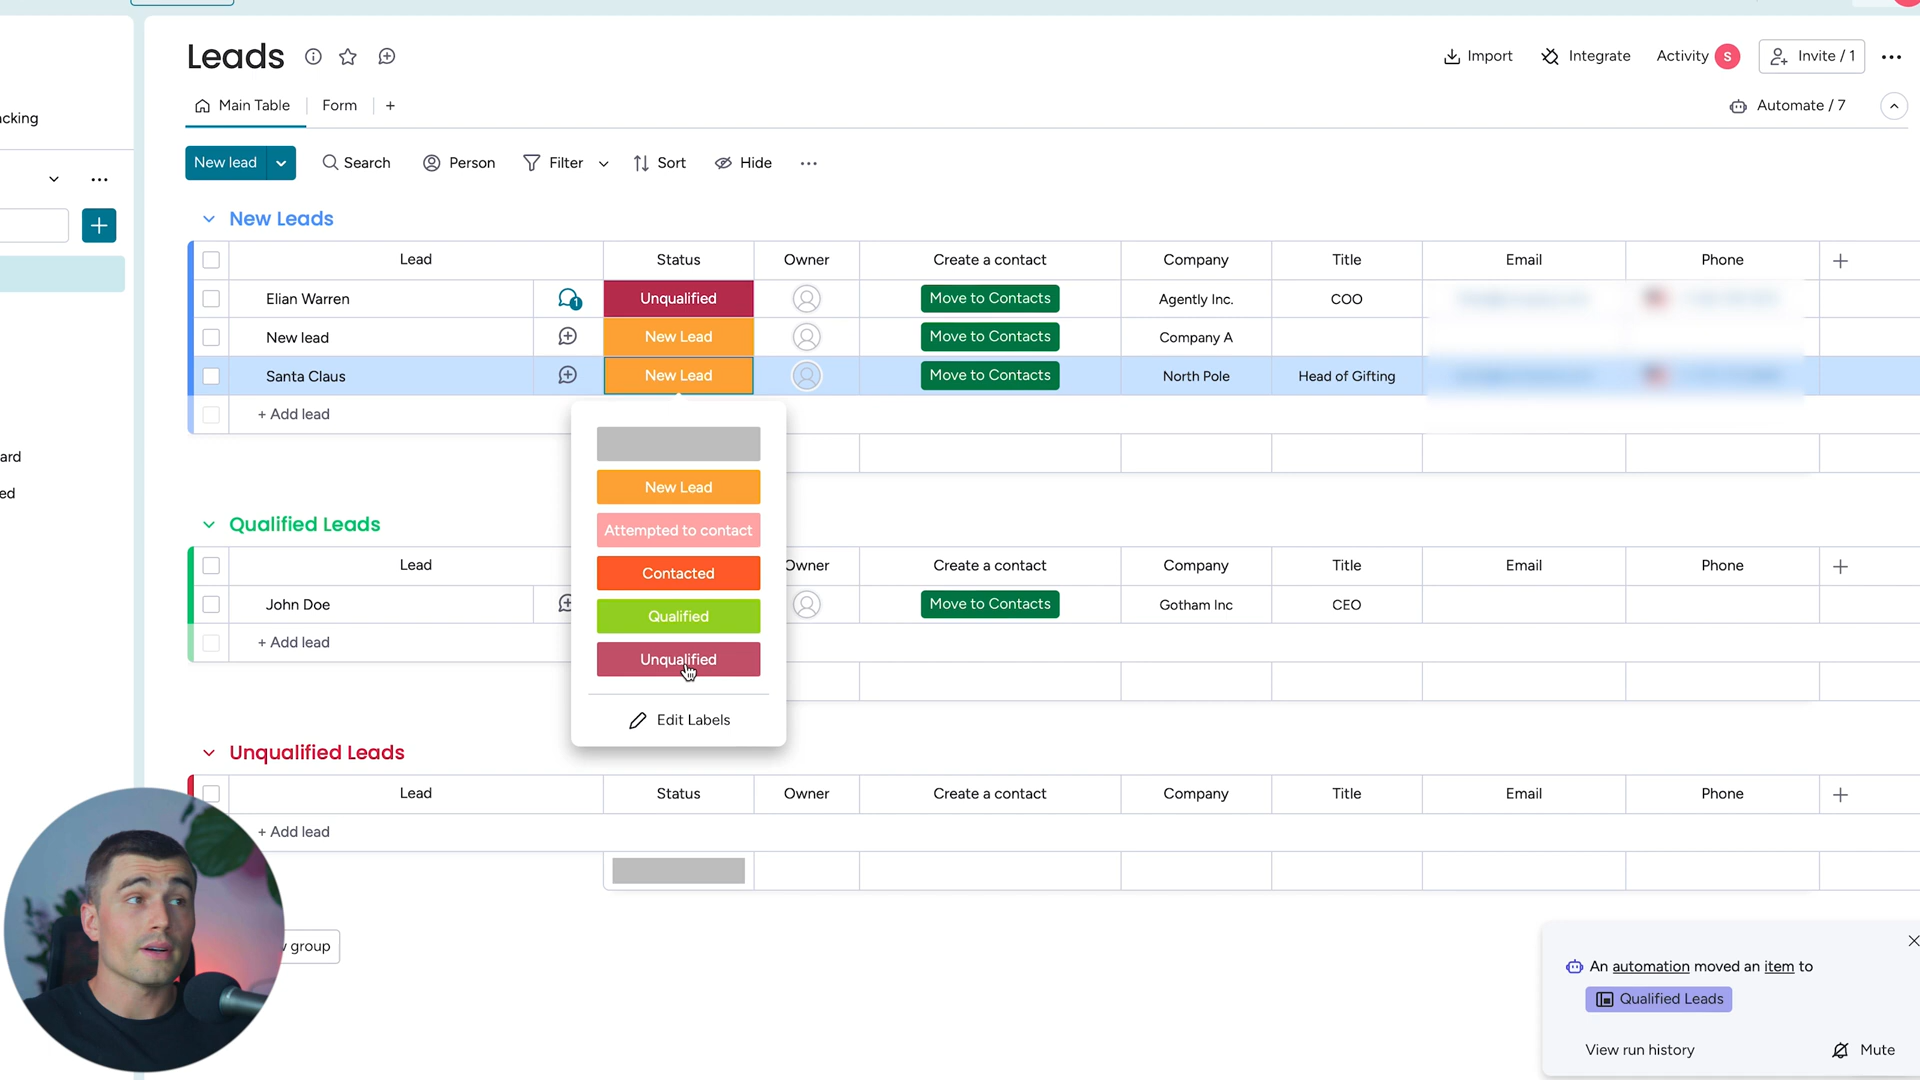 Leads
Import
Integrate
Activity
S
Invite / 1
Main Table
Form
+
Automate / 7
cking
New lead
Search
Person
Filter
Sort
Hide
New Leads
Lead Status Owner Create a contact Company Title Email Phone
Elian Warren 1 Unqualified Move to Contacts Agently Inc. COO
New lead New Lead Move to Contacts Company A
Santa Claus New Lead Move to Contacts North Pole Head of Gifting
+ Add lead
New Lead
Attempted to contact
Contacted
Qualified
Unqualified
Edit Labels
ard
ed
Qualified Leads
Lead Owner Create a contact Company Title Email Phone
John Doe Move to Contacts Gotham Inc CEO
+ Add lead
Unqualified Leads
Lead Status Owner Create a contact Company Title Email Phone
+ Add lead
group
An automation moved an item to
Qualified Leads
View run history
Mute